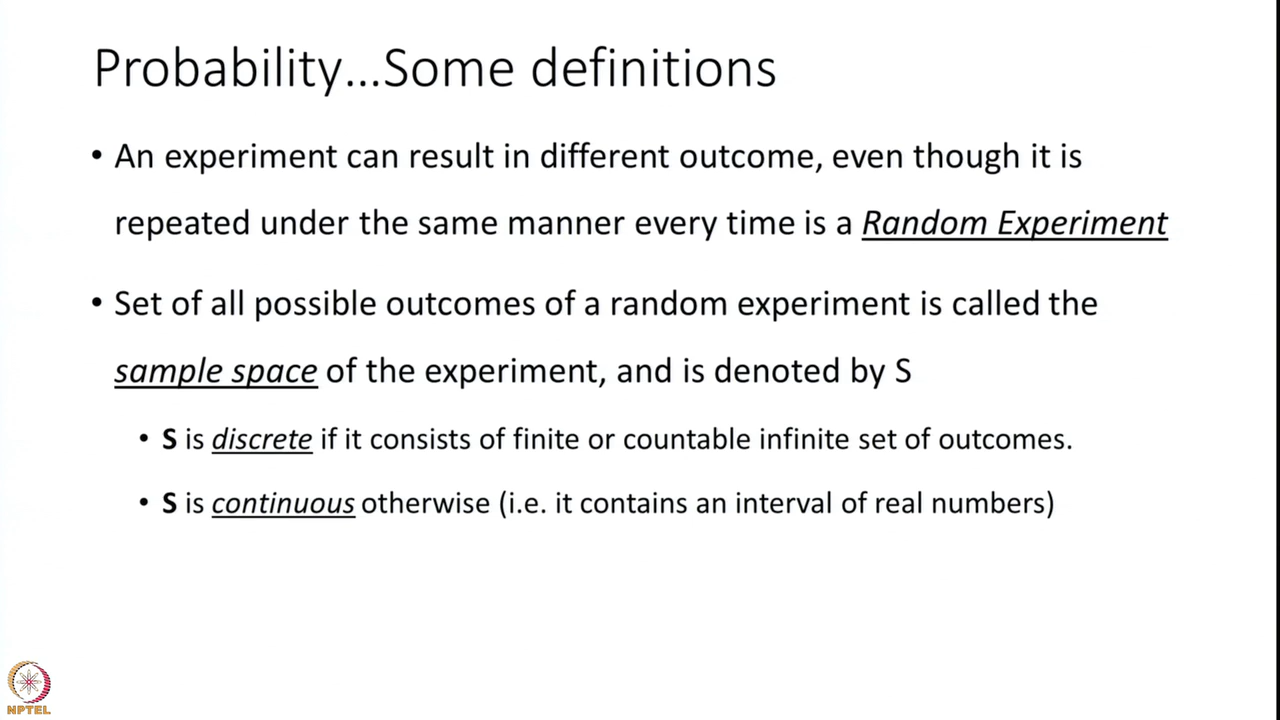 Probability...Some definitions
• An experiment can result in different outcome, even though it is
repeated under the same manner every time is a Random Experiment
• Set of all possible outcomes of a random experiment is called the
sample space of the experiment, and is denoted by S
• S is discrete if it consists of finite or countable infinite set of outcomes.
• S is continuous otherwise (i.e. it contains an interval of real numbers)
NPTEL